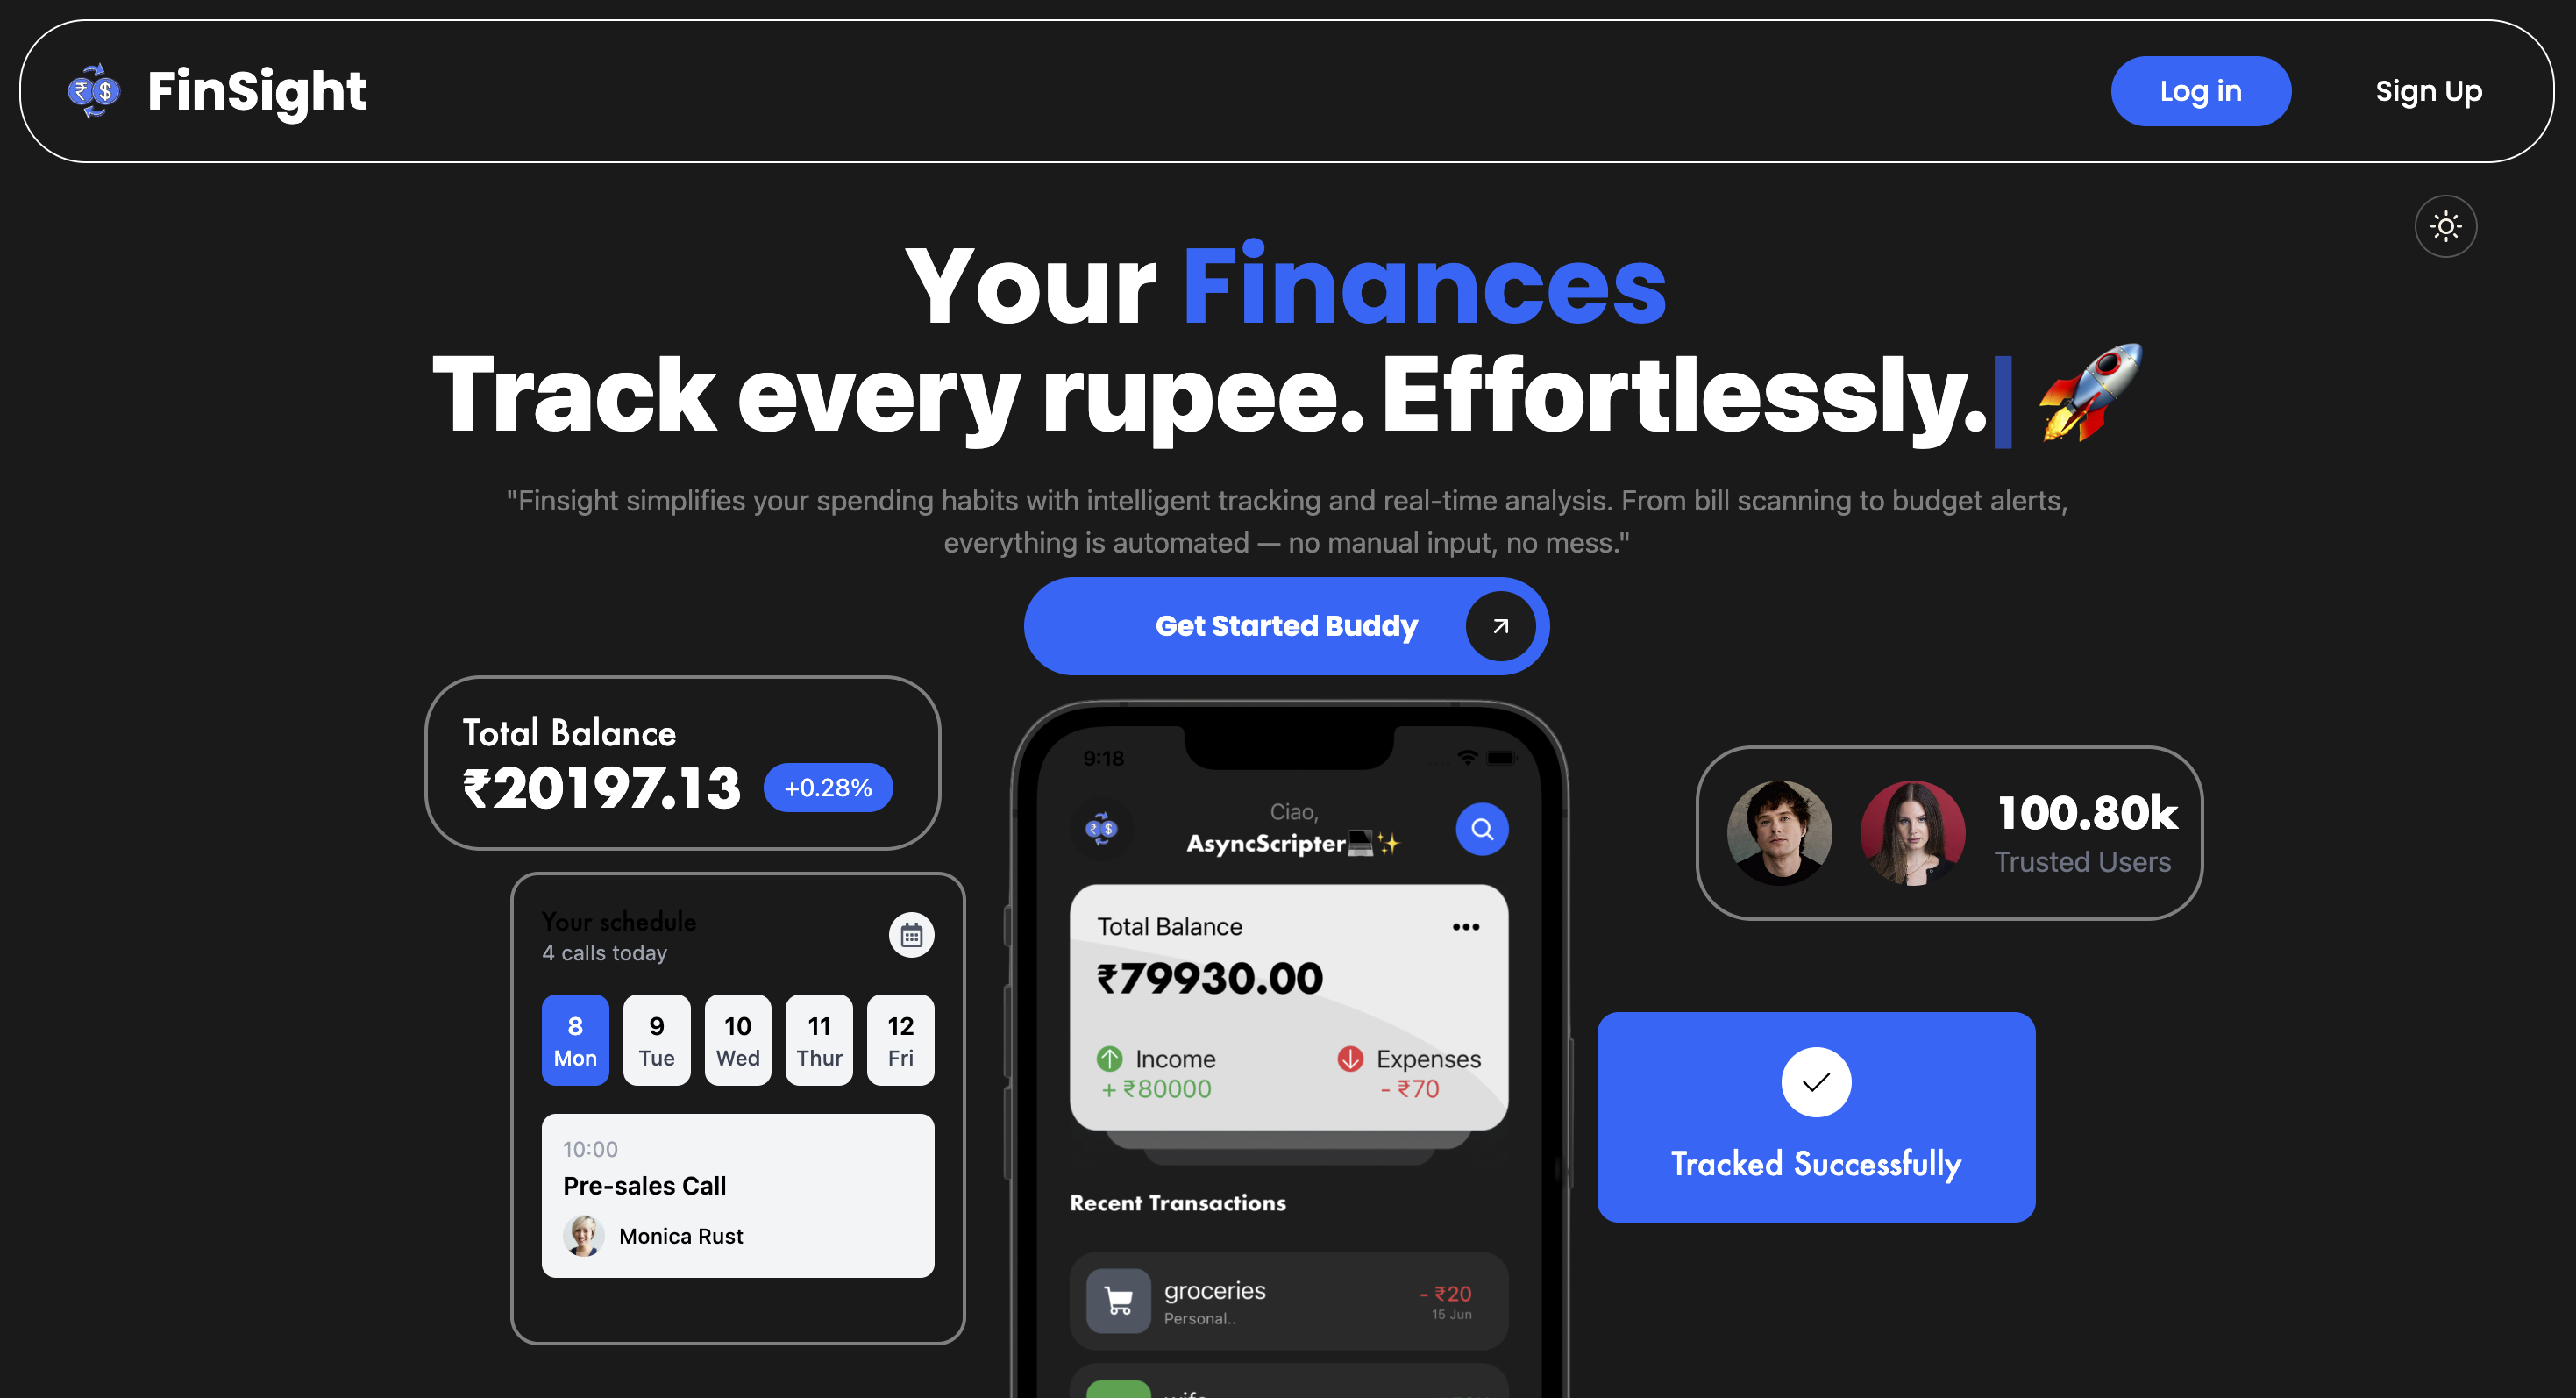 FinSight
Log in
Sign Up
Your Finances
Track every rupee. Effortlessly.| 🚀
"Finsight simplifies your spending habits with intelligent tracking and real-time analysis. From bill scanning to budget alerts,
everything is automated — no manual input, no mess."
Get Started Buddy
Total Balance
₹20197.13 +0.28%
Your schedule
4 calls today
8 9 10 11 12
Mon Tue Wed Thur Fri
10:00
Pre-sales Call
Monica Rust
9:18
Ciao,
AsyncScripter💻✨
Total Balance
₹79930.00
Income Expenses
+ ₹80000 - ₹70
Recent Transactions
groceries - ₹20
Personal.. 15 Jun
100.80k
Trusted Users
Tracked Successfully